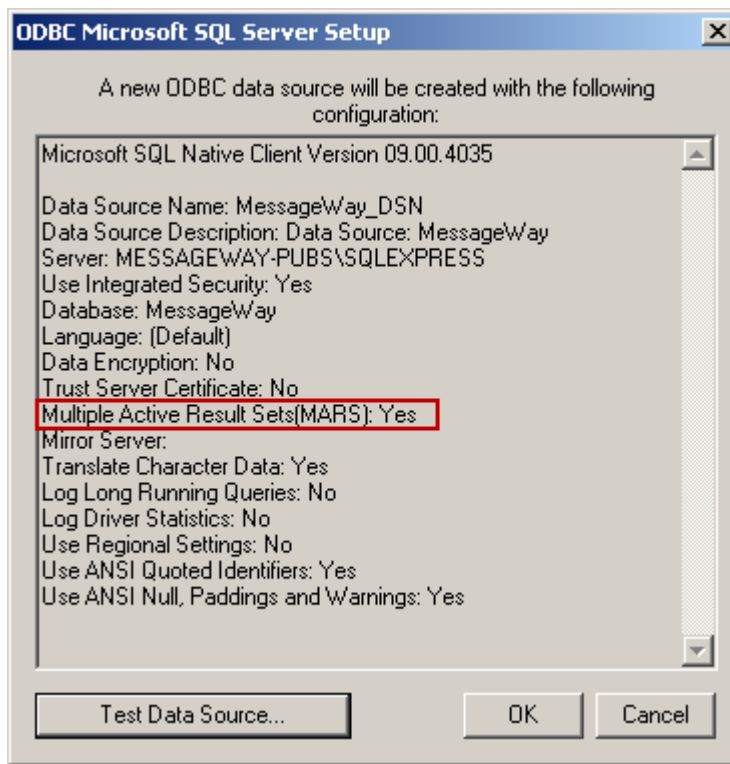 ODBC Microsoft SQL Server Setup
A new ODBC data source will be created with the following
configuration:
Microsoft SQL Native Client Version 09.00.4035
Data Source Name: MessageWay_DSN
Data Source Description: Data Source: MessageWay
Server: MESSAGEWAY-PUBS\SQLEXPRESS
Use Integrated Security: Yes
Database: MessageWay
Language: (Default)
Data Encryption: No
Trust Server Certificate: No
Multiple Active Result Sets(MARS): Yes
Mirror Server:
Translate Character Data: Yes
Log Long Running Queries: No
Log Driver Statistics: No
Use Regional Settings: No
Use ANSI Quoted Identifiers: Yes
Use ANSI Null, Paddings and Warnings: Yes
Test Data Source... OK Cancel